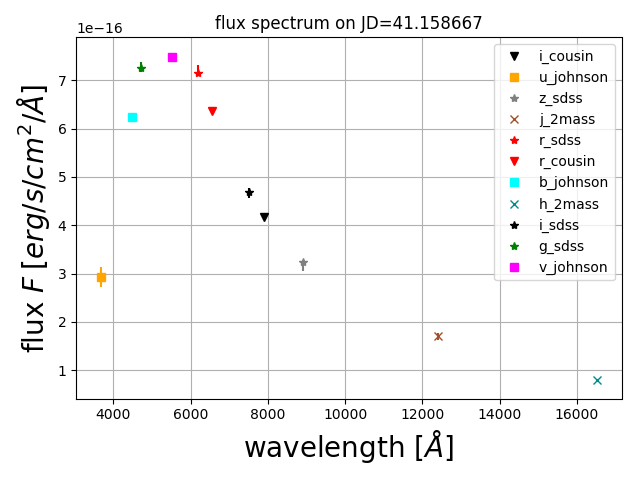 flux spectrum on JD=41.158667
1e−16
flux F [erg/s/cm²/Å]
7
6
5
4
3
2
1
i_cousin
u_johnson
z_sdss
j_2mass
r_sdss
r_cousin
b_johnson
h_2mass
i_sdss
g_sdss
v_johnson
4000 6000 8000 10000 12000 14000 16000
wavelength [Å]